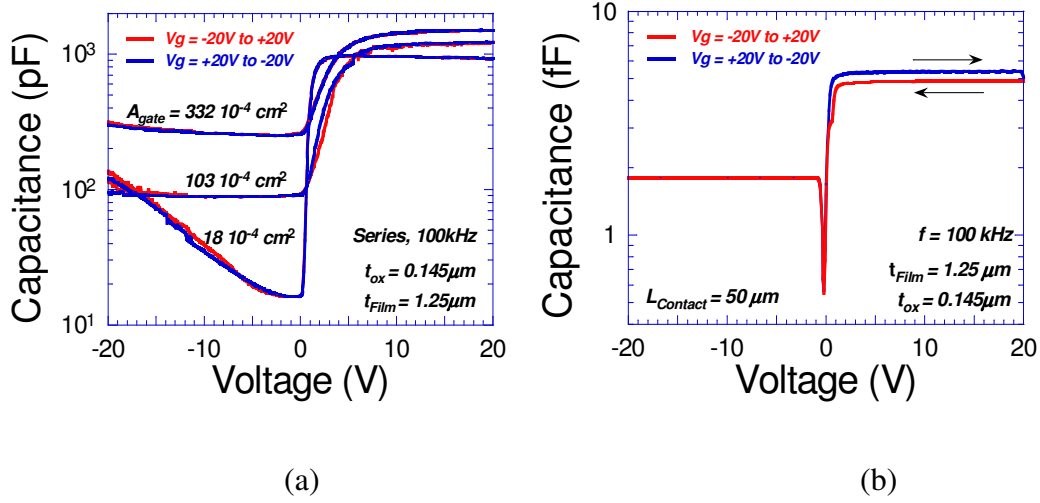 Capacitance (pF)
10³
10²
10¹
Vg = -20V to +20V
Vg = +20V to -20V
A_gate = 332 10⁻⁴ cm²
103 10⁻⁴ cm²
18 10⁻⁴ cm²
Series, 100kHz
t_ox = 0.145µm
t_Film = 1.25µm
-20 -10 0 10 20
Voltage (V)
(a)
Capacitance (fF)
10
1
Vg = -20V to +20V
Vg = +20V to -20V
f = 100 kHz
t_Film = 1.25 µm
L_Contact = 50 µm
t_ox = 0.145µm
-20 -10 0 10 20
Voltage (V)
(b)